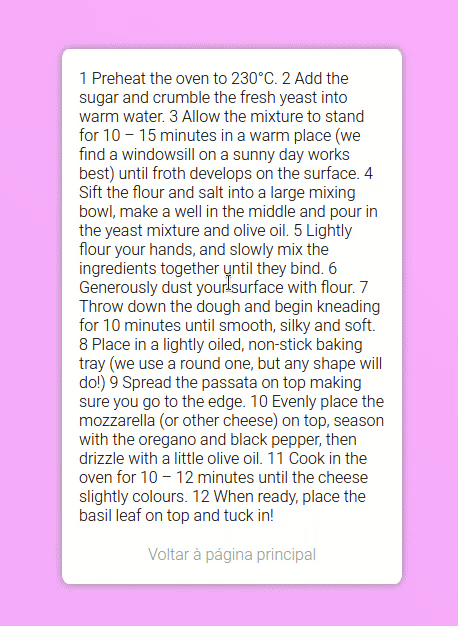 1 Preheat the oven to 230°C. 2 Add the
sugar and crumble the fresh yeast into
warm water. 3 Allow the mixture to stand
for 10 – 15 minutes in a warm place (we
find a windowsill on a sunny day works
best) until froth develops on the surface. 4
Sift the flour and salt into a large mixing
bowl, make a well in the middle and pour in
the yeast mixture and olive oil. 5 Lightly
flour your hands, and slowly mix the
ingredients together until they bind. 6
Generously dust your surface with flour. 7
Throw down the dough and begin kneading
for 10 minutes until smooth, silky and soft.
8 Place in a lightly oiled, non-stick baking
tray (we use a round one, but any shape will
do!) 9 Spread the passata on top making
sure you go to the edge. 10 Evenly place the
mozzarella (or other cheese) on top, season
with the oregano and black pepper, then
drizzle with a little olive oil. 11 Cook in the
oven for 10 – 12 minutes until the cheese
slightly colours. 12 When ready, place the
basil leaf on top and tuck in!
Voltar à página principal